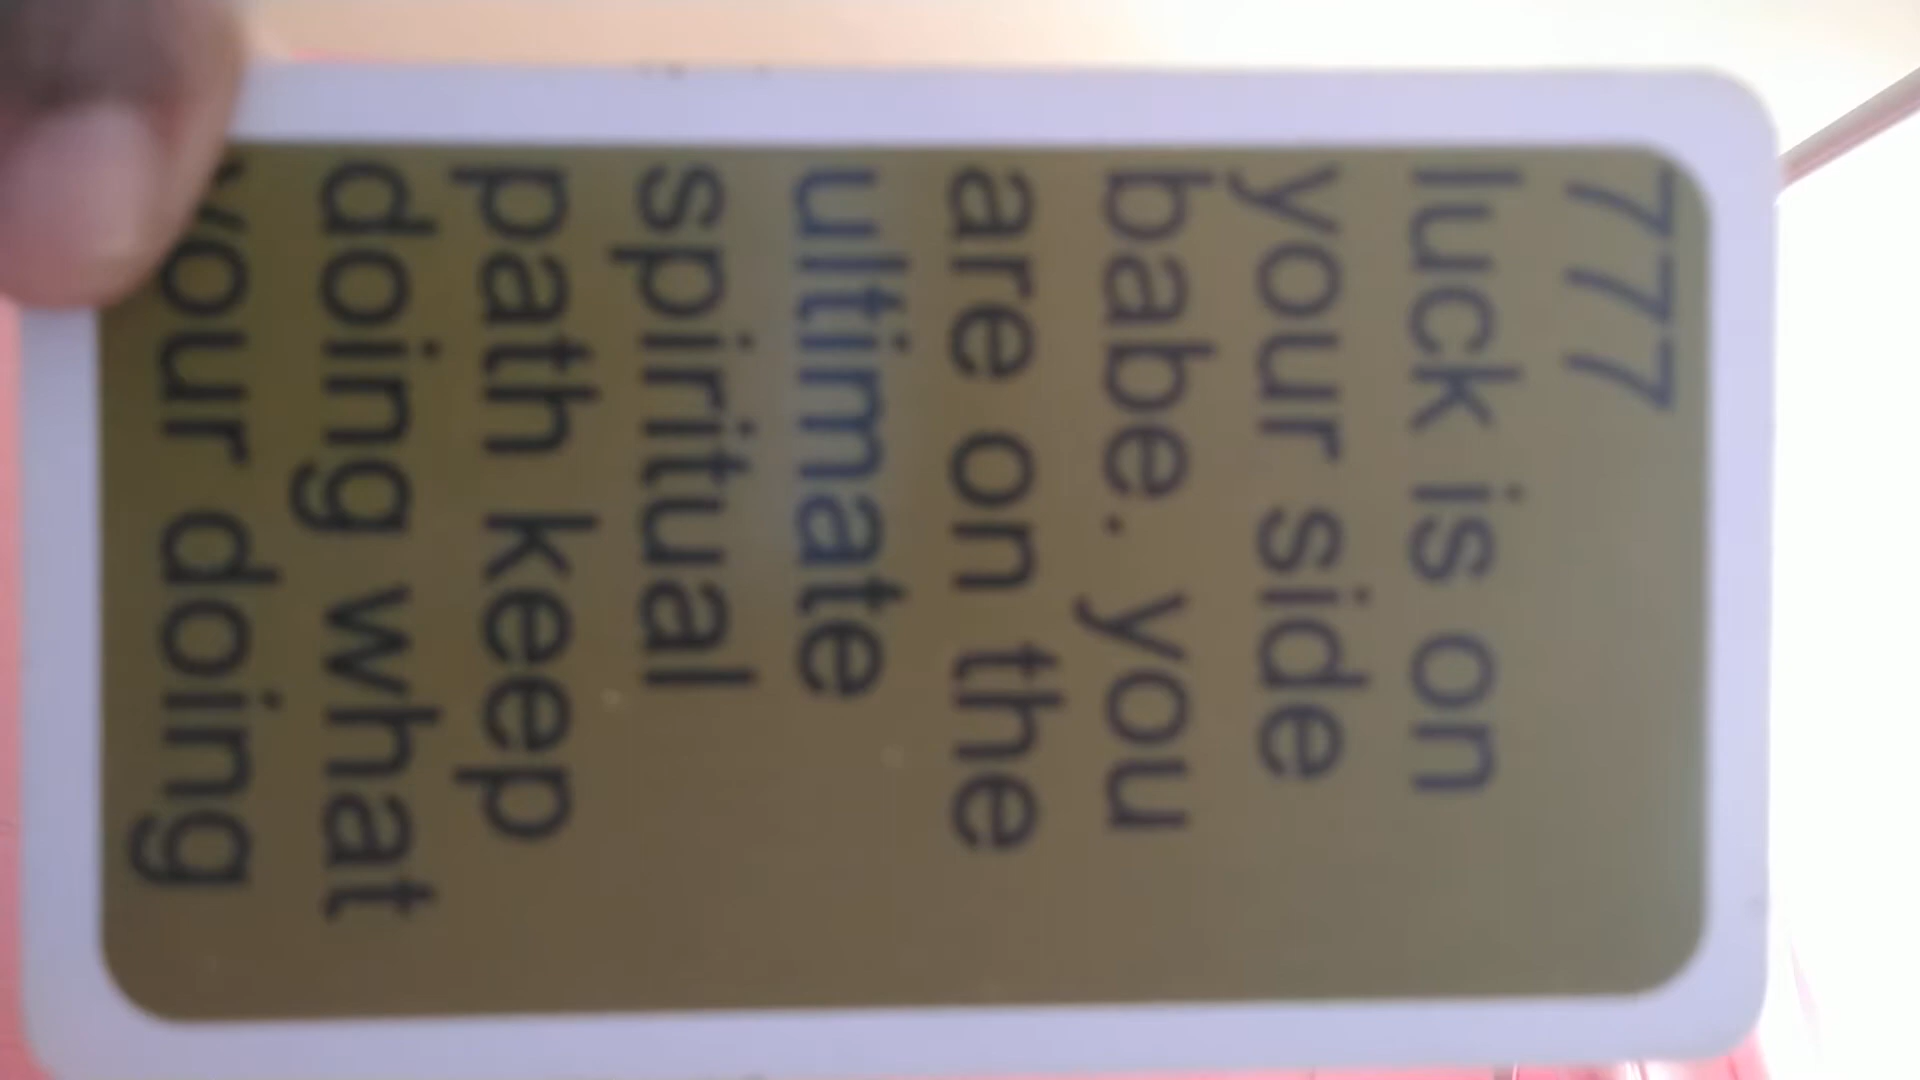 777
luck is on
your side
babe. you
are on the
ultimate
spiritual
path keep
doing what
your doing